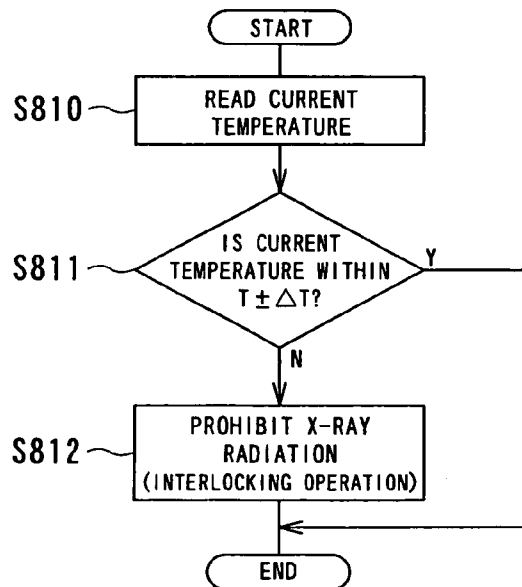 START
S810
READ CURRENT
TEMPERATURE
S811
IS CURRENT
TEMPERATURE WITHIN
T ± △T?
Y
N
S812
PROHIBIT X-RAY
RADIATION
(INTERLOCKING OPERATION)
END